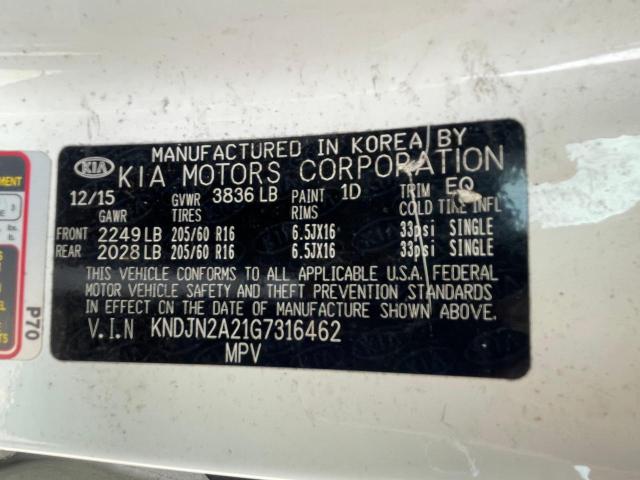 MANUFACTURED IN KOREA BY
KIA KIA MOTORS CORPORATION
12/15 GVWR 3836 LB PAINT 1D TRIM EQ
GAWR TIRES RIMS COLD TIRE INFL
FRONT 2249 LB 205/60 R16 6.5JX16 33psi SINGLE
REAR 2028 LB 205/60 R16 6.5JX16 33psi SINGLE
THIS VEHICLE CONFORMS TO ALL APPLICABLE U.S.A. FEDERAL
MOTOR VEHICLE SAFETY AND THEFT PREVENTION STANDARDS
IN EFFECT ON THE DATE OF MANUFACTURE SHOWN ABOVE.
V.I.N KNDJN2A21G7316462
MPV
P70